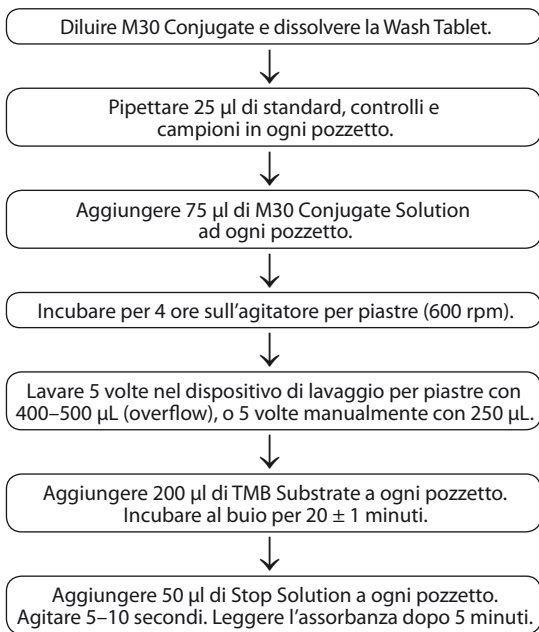 Diluire M30 Conjugate e dissolvere la Wash Tablet.
Pipettare 25 µl di standard, controlli e
campioni in ogni pozzetto.
Aggiungere 75 µl di M30 Conjugate Solution
ad ogni pozzetto.
Incubare per 4 ore sull’agitatore per piastre (600 rpm).
Lavare 5 volte nel dispositivo di lavaggio per piastre con
400–500 µL (overflow), o 5 volte manualmente con 250 µL.
Aggiungere 200 µl di TMB Substrate a ogni pozzetto.
Incubare al buio per 20 ± 1 minuti.
Aggiungere 50 µl di Stop Solution a ogni pozzetto.
Agitare 5–10 secondi. Leggere l’assorbanza dopo 5 minuti.